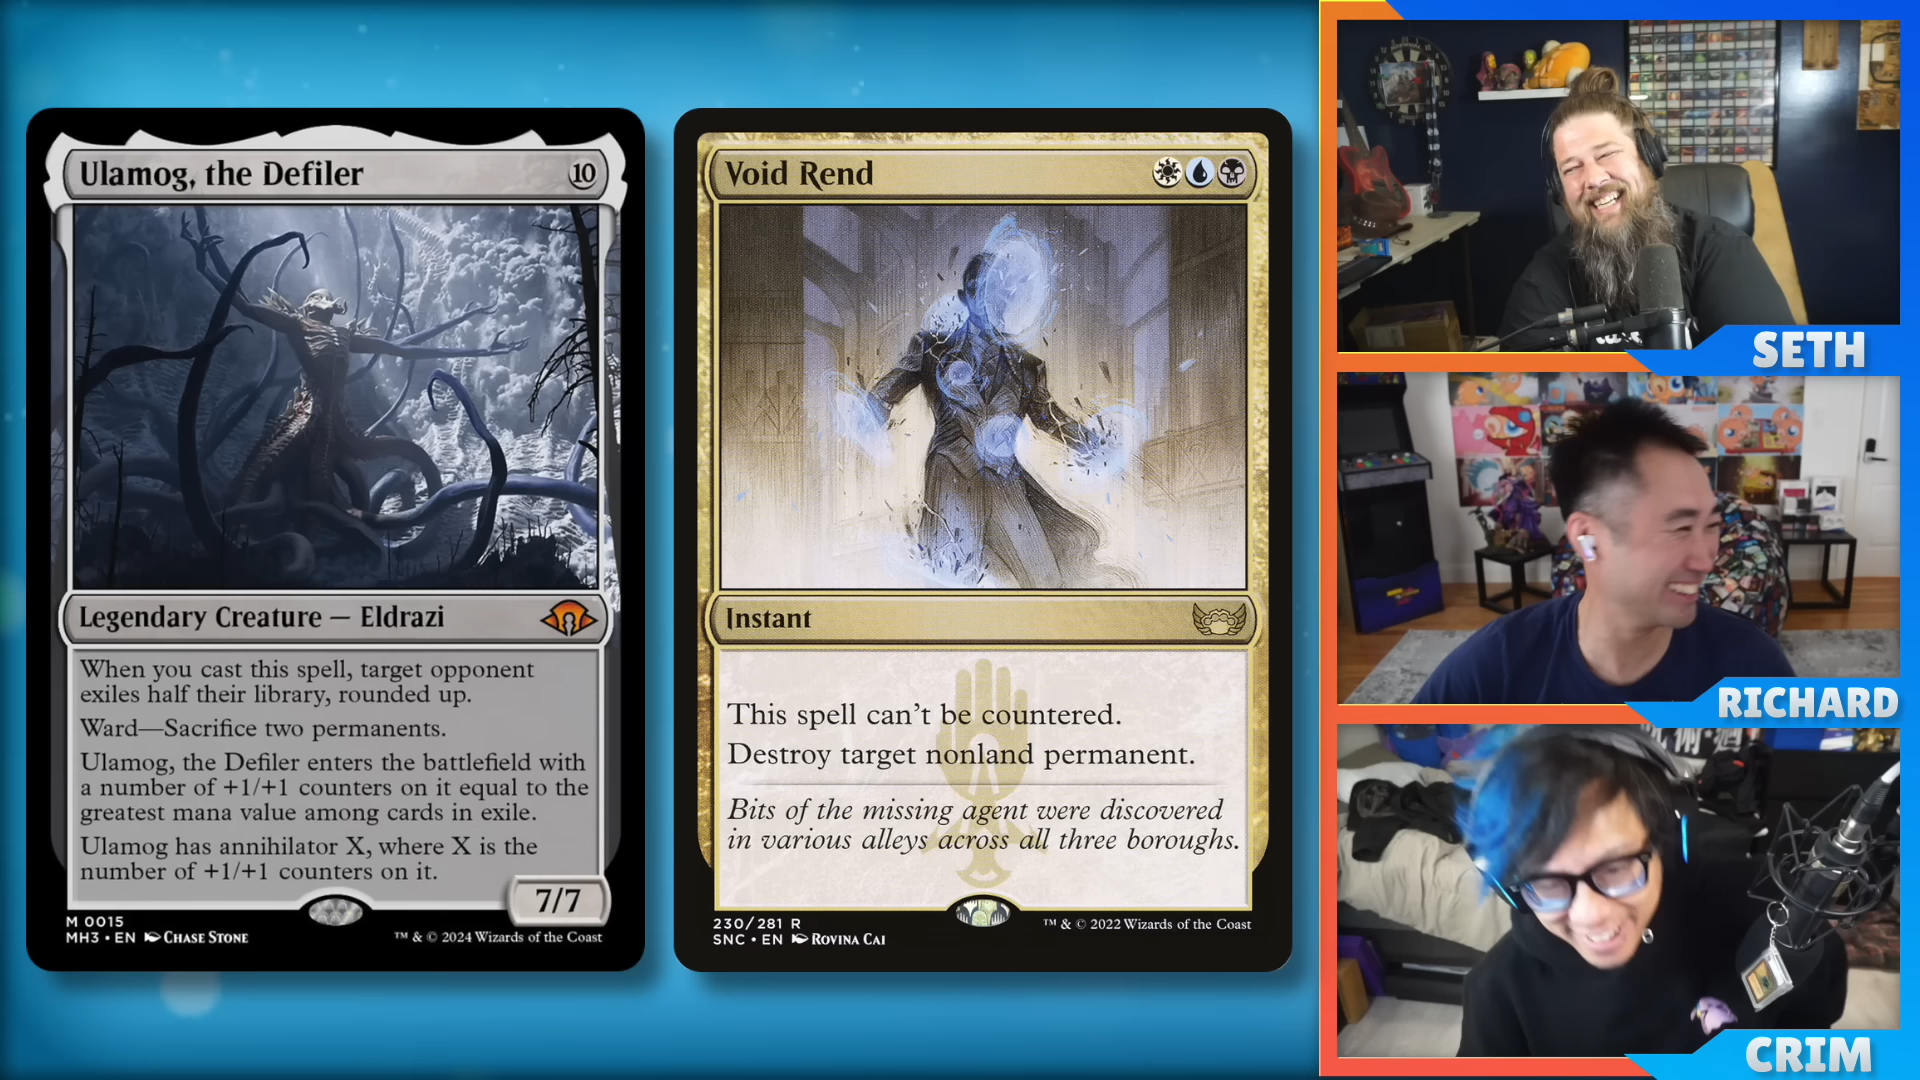 Ulamog, the Defiler
10
Legendary Creature — Eldrazi
When you cast this spell, target opponent
exiles half their library, rounded up.
Ward—Sacrifice two permanents.
Ulamog, the Defiler enters the battlefield with
a number of +1/+1 counters on it equal to the
greatest mana value among cards in exile.
Ulamog has annihilator X, where X is the
number of +1/+1 counters on it.
7/7
M 0015
MH3 • EN CHASE STONE
™ & © 2024 Wizards of the Coast
Void Rend
Instant
This spell can't be countered.
Destroy target nonland permanent.
Bits of the missing agent were discovered
in various alleys across all three boroughs.
230/281 R
SNC • EN ROVINA CAI
™ & © 2022 Wizards of the Coast
SETH
RICHARD
CRIM